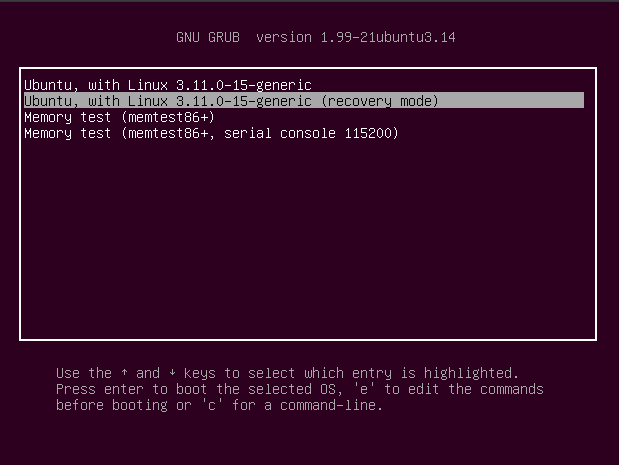 GNU GRUB  version 1.99-21ubuntu3.14
Ubuntu, with Linux 3.11.0-15-generic
Ubuntu, with Linux 3.11.0-15-generic (recovery mode)
Memory test (memtest86+)
Memory test (memtest86+, serial console 115200)
Use the ↑ and ↓ keys to select which entry is highlighted.
Press enter to boot the selected OS, 'e' to edit the commands
before booting or 'c' for a command-line.